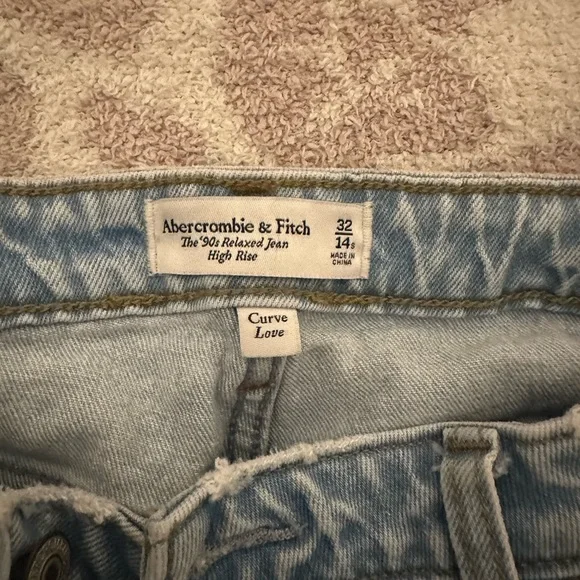 Abercrombie & Fitch
The '90s Relaxed Jean
High Rise
32
14s
MADE IN
CHINA
Curve
Love